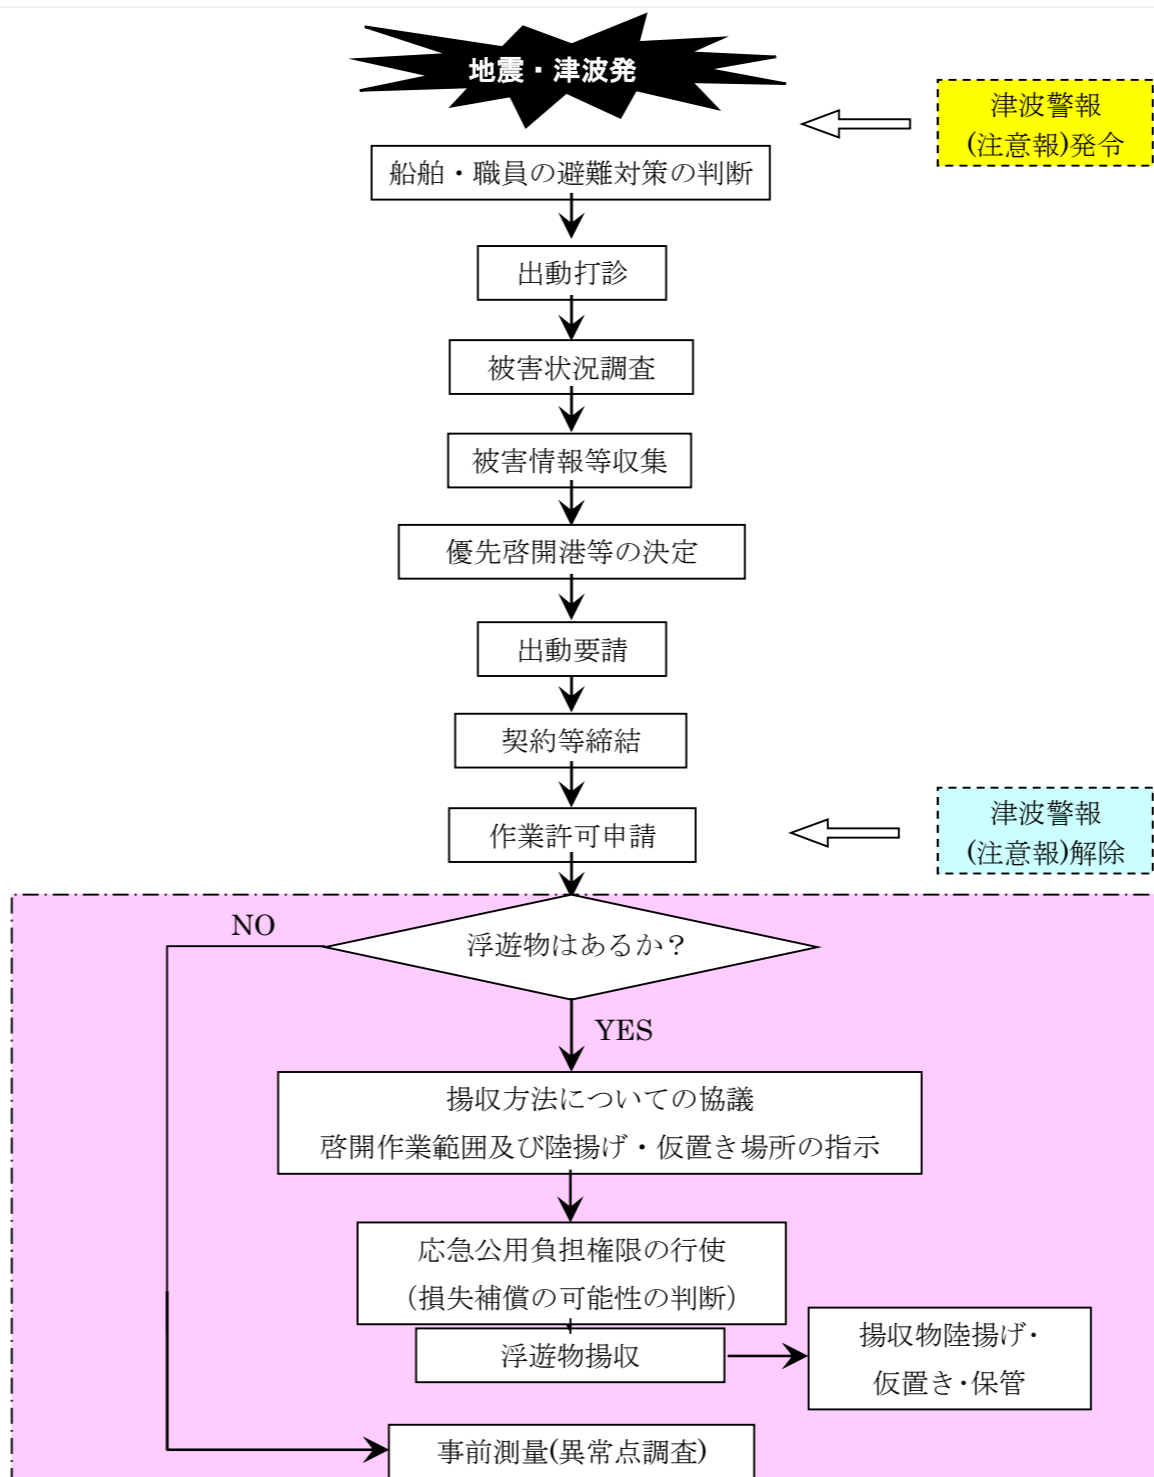 地震・津波発
津波警報
(注意報)発令
船舶・職員の避難対策の判断
出動打診
被害状況調査
被害情報等収集
優先啓開港等の決定
出動要請
契約等締結
作業許可申請
津波警報
(注意報)解除
NO
浮遊物はあるか？
YES
揚収方法についての協議
啓開作業範囲及び陸揚げ・仮置き場所の指示
応急公用負担権限の行使
（損失補償の可能性の判断）
浮遊物揚収
揚収物陸揚げ・
仮置き・保管
事前測量(異常点調査)